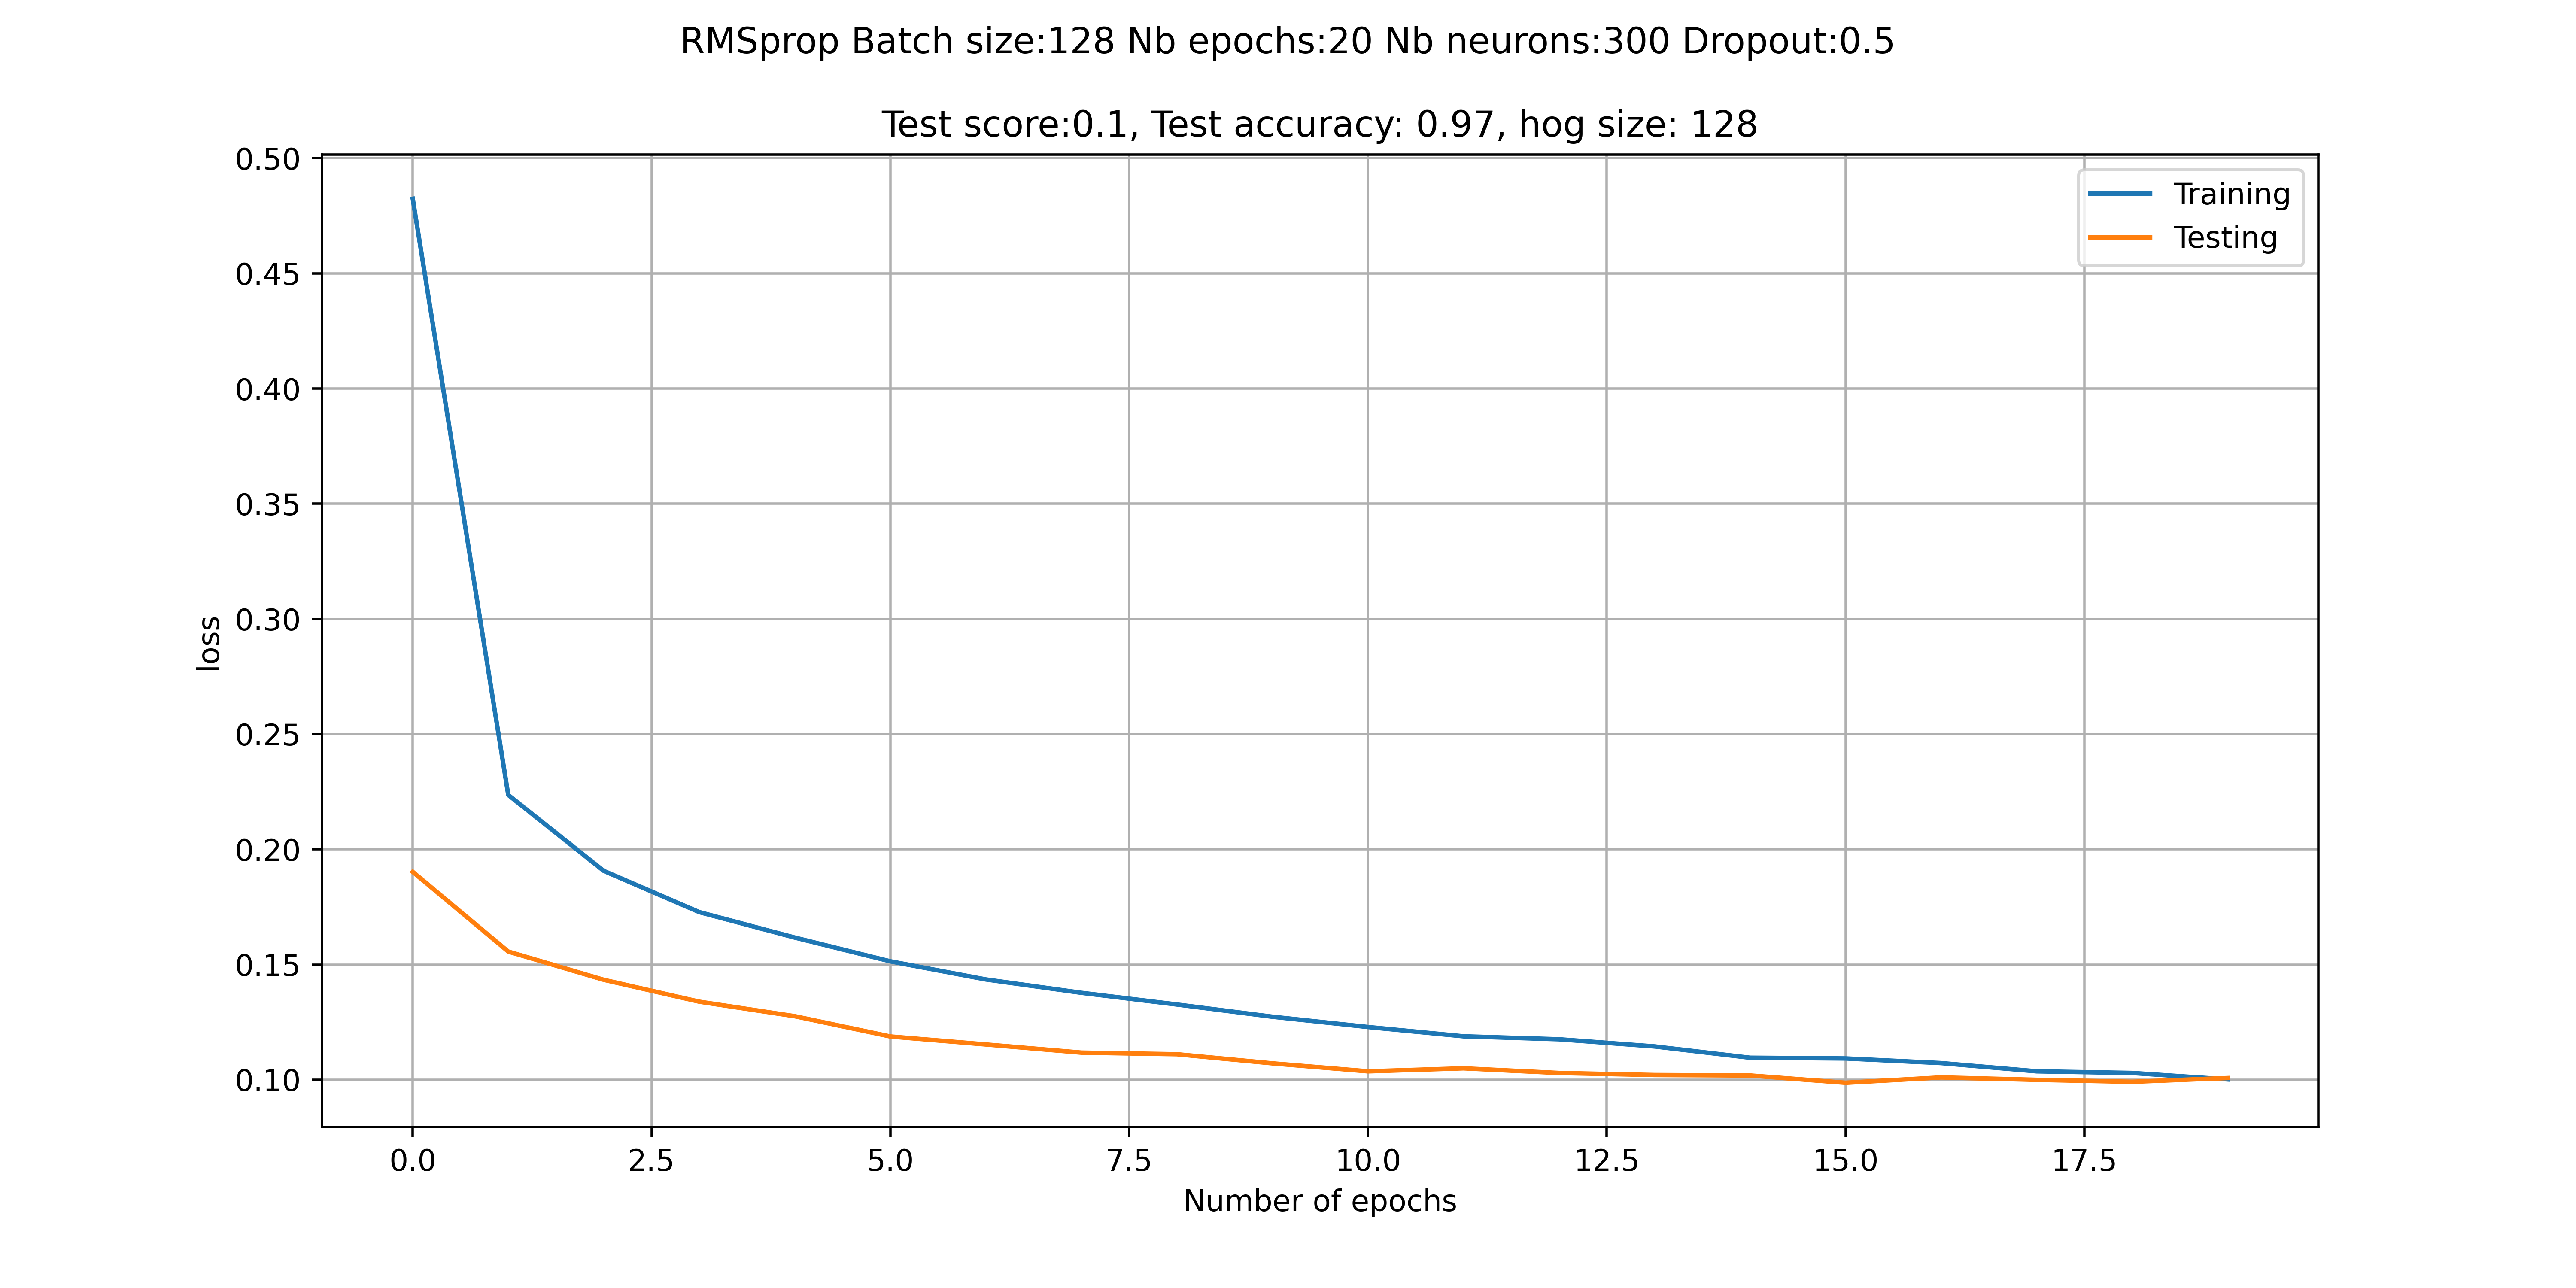 RMSprop Batch size:128 Nb epochs:20 Nb neurons:300 Dropout:0.5
Test score:0.1, Test accuracy: 0.97, hog size: 128
Training
Testing
0.50
0.45
0.40
0.35
0.30
0.25
0.20
0.15
0.10
loss
0.0 2.5 5.0 7.5 10.0 12.5 15.0 17.5
Number of epochs